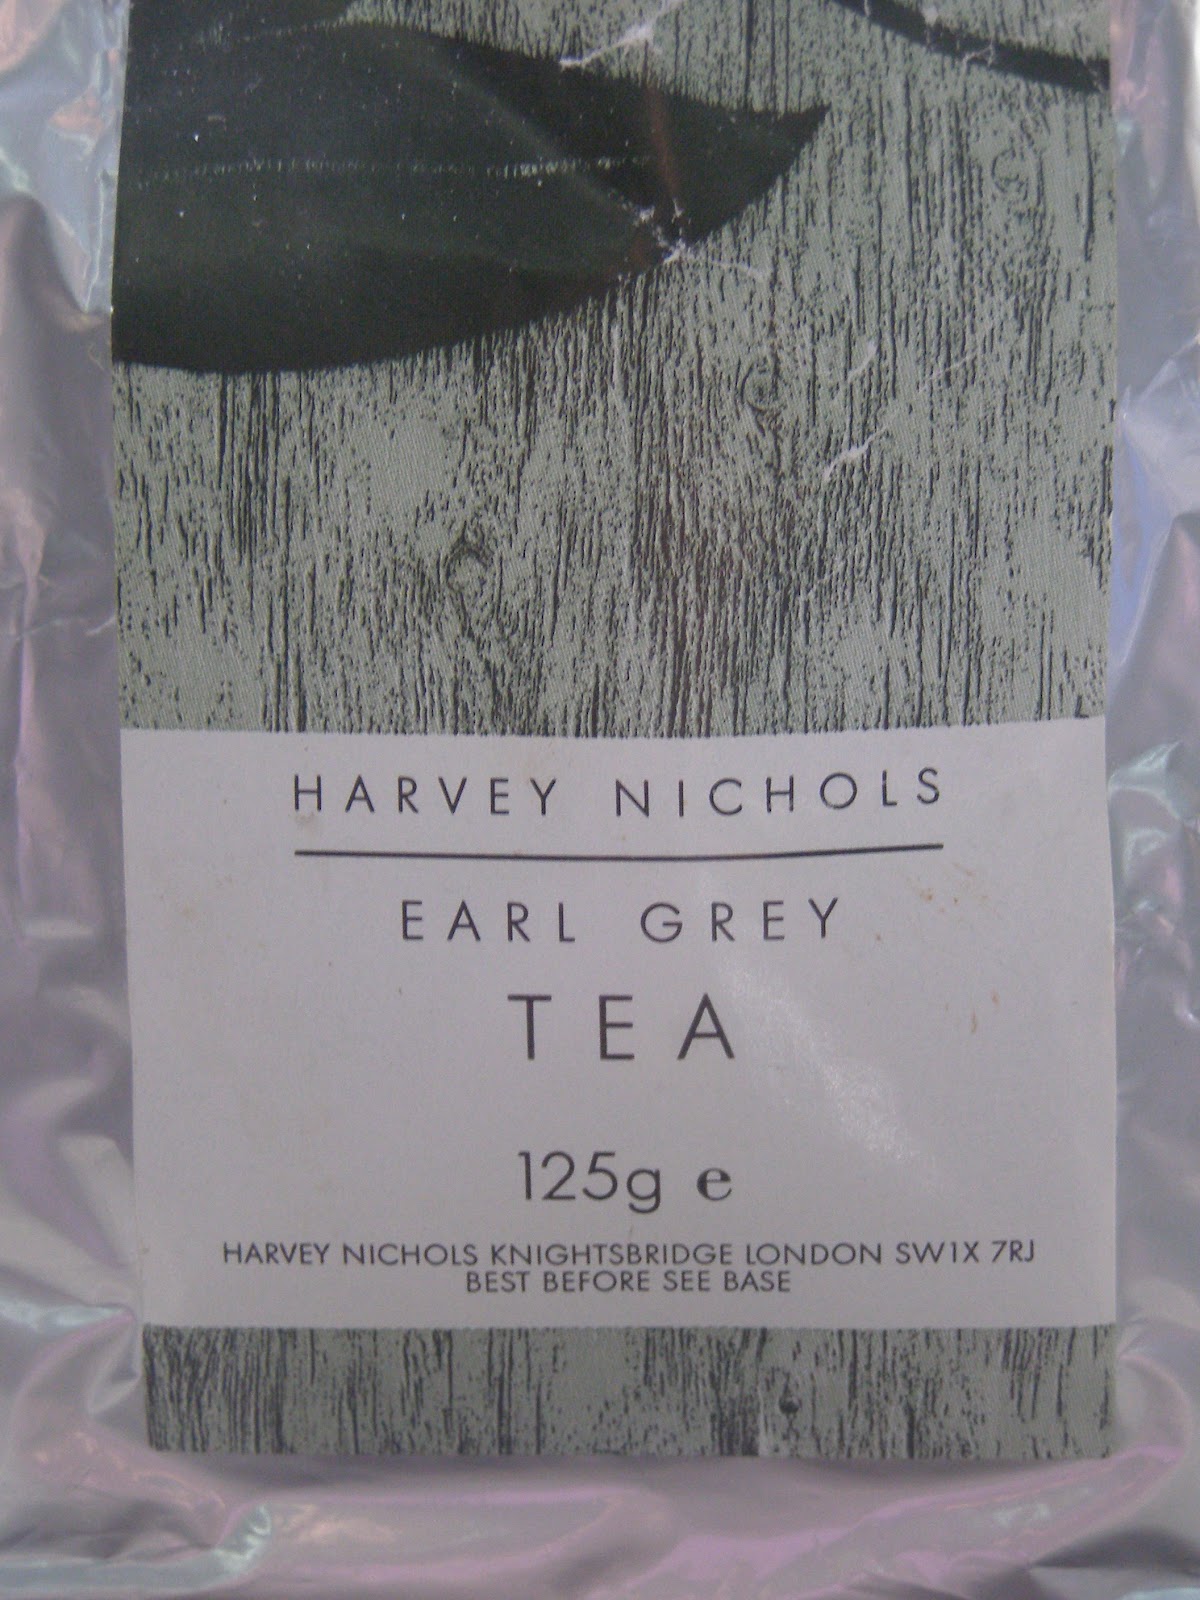 HARVEY NICHOLS
EARL GREY
TEA
125g ℮
HARVEY NICHOLS KNIGHTSBRIDGE LONDON SW1X 7RJ
BEST BEFORE SEE BASE